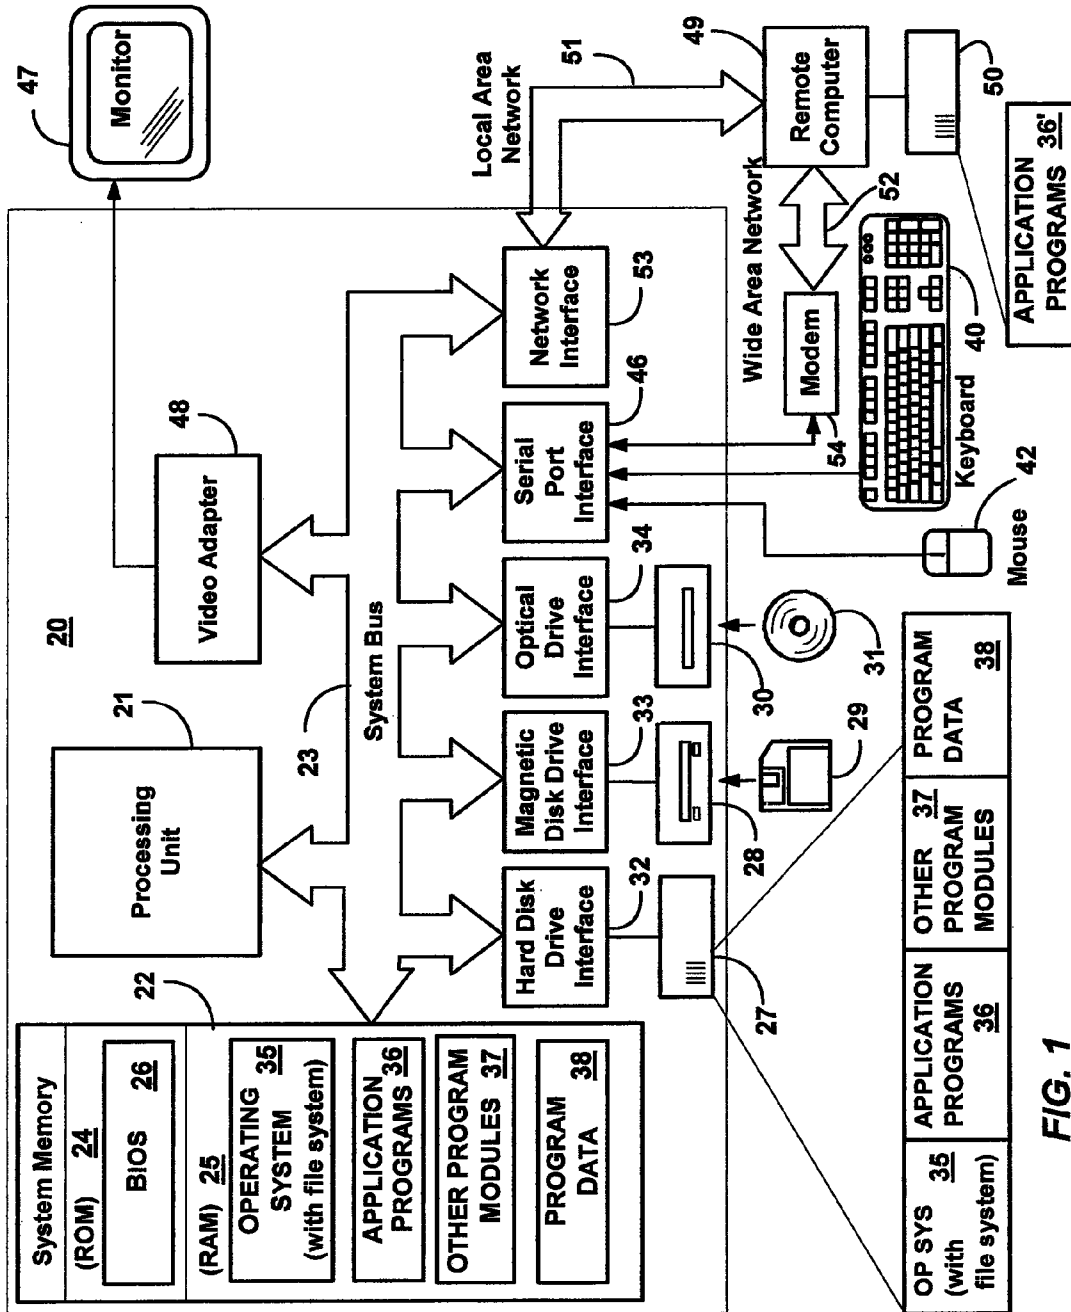 System Memory
(ROM) 24
BIOS 26
(RAM) 25
OPERATING 35
SYSTEM
(with file system)
APPLICATION
PROGRAMS 36
OTHER PROGRAM
MODULES 37
PROGRAM
DATA 38
22
Processing
Unit
21
20
Video Adapter
48
Monitor
47
23
System Bus
Hard Disk
Drive
Interface
32
Magnetic
Disk Drive
Interface
33
Optical
Drive
Interface
34
Serial
Port
Interface
46
Network
Interface
53
Local Area
Network
51
27
28
29
30
31
Mouse
42
Keyboard
40
Modem
54
Wide Area Network
52
Remote
Computer
49
50
APPLICATION
PROGRAMS 36'
OP SYS 35
(with
file system)
APPLICATION
PROGRAMS
36
OTHER 37
PROGRAM
MODULES
PROGRAM
DATA
38
FIG. 1